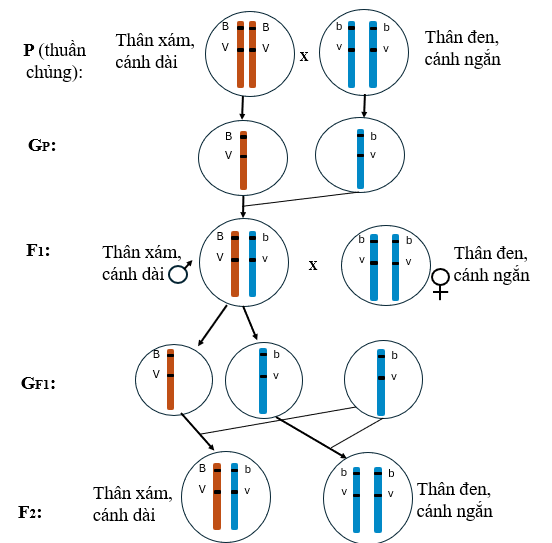 P (thuần
chủng):
Thân xám,
cánh dài
B B
V V
x
b b
v v
Thân đen,
cánh ngắn
GP:
B
V
b
v
F1:
Thân xám,
cánh dài
B b
V v
x
b b
v v
Thân đen,
cánh ngắn
GF1:
B
V
b
v
b
v
F2:
Thân xám,
cánh dài
B b
V v
b b
v v
Thân đen,
cánh ngắn